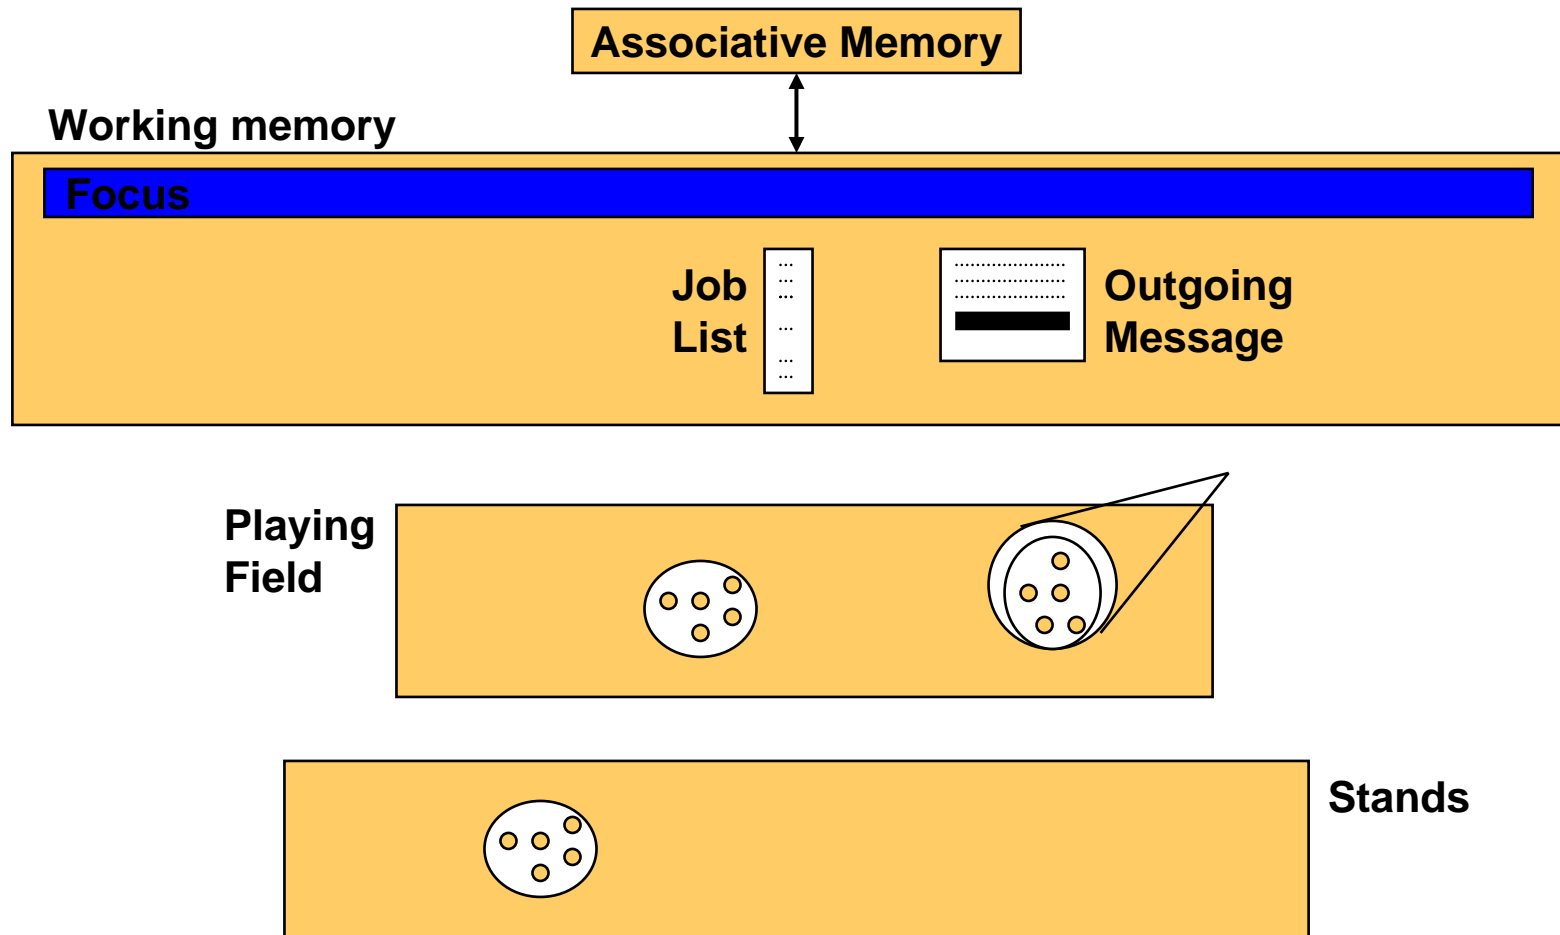 Associative Memory
Working memory
Focus
Job
List
Outgoing
Message
Playing
Field
Stands